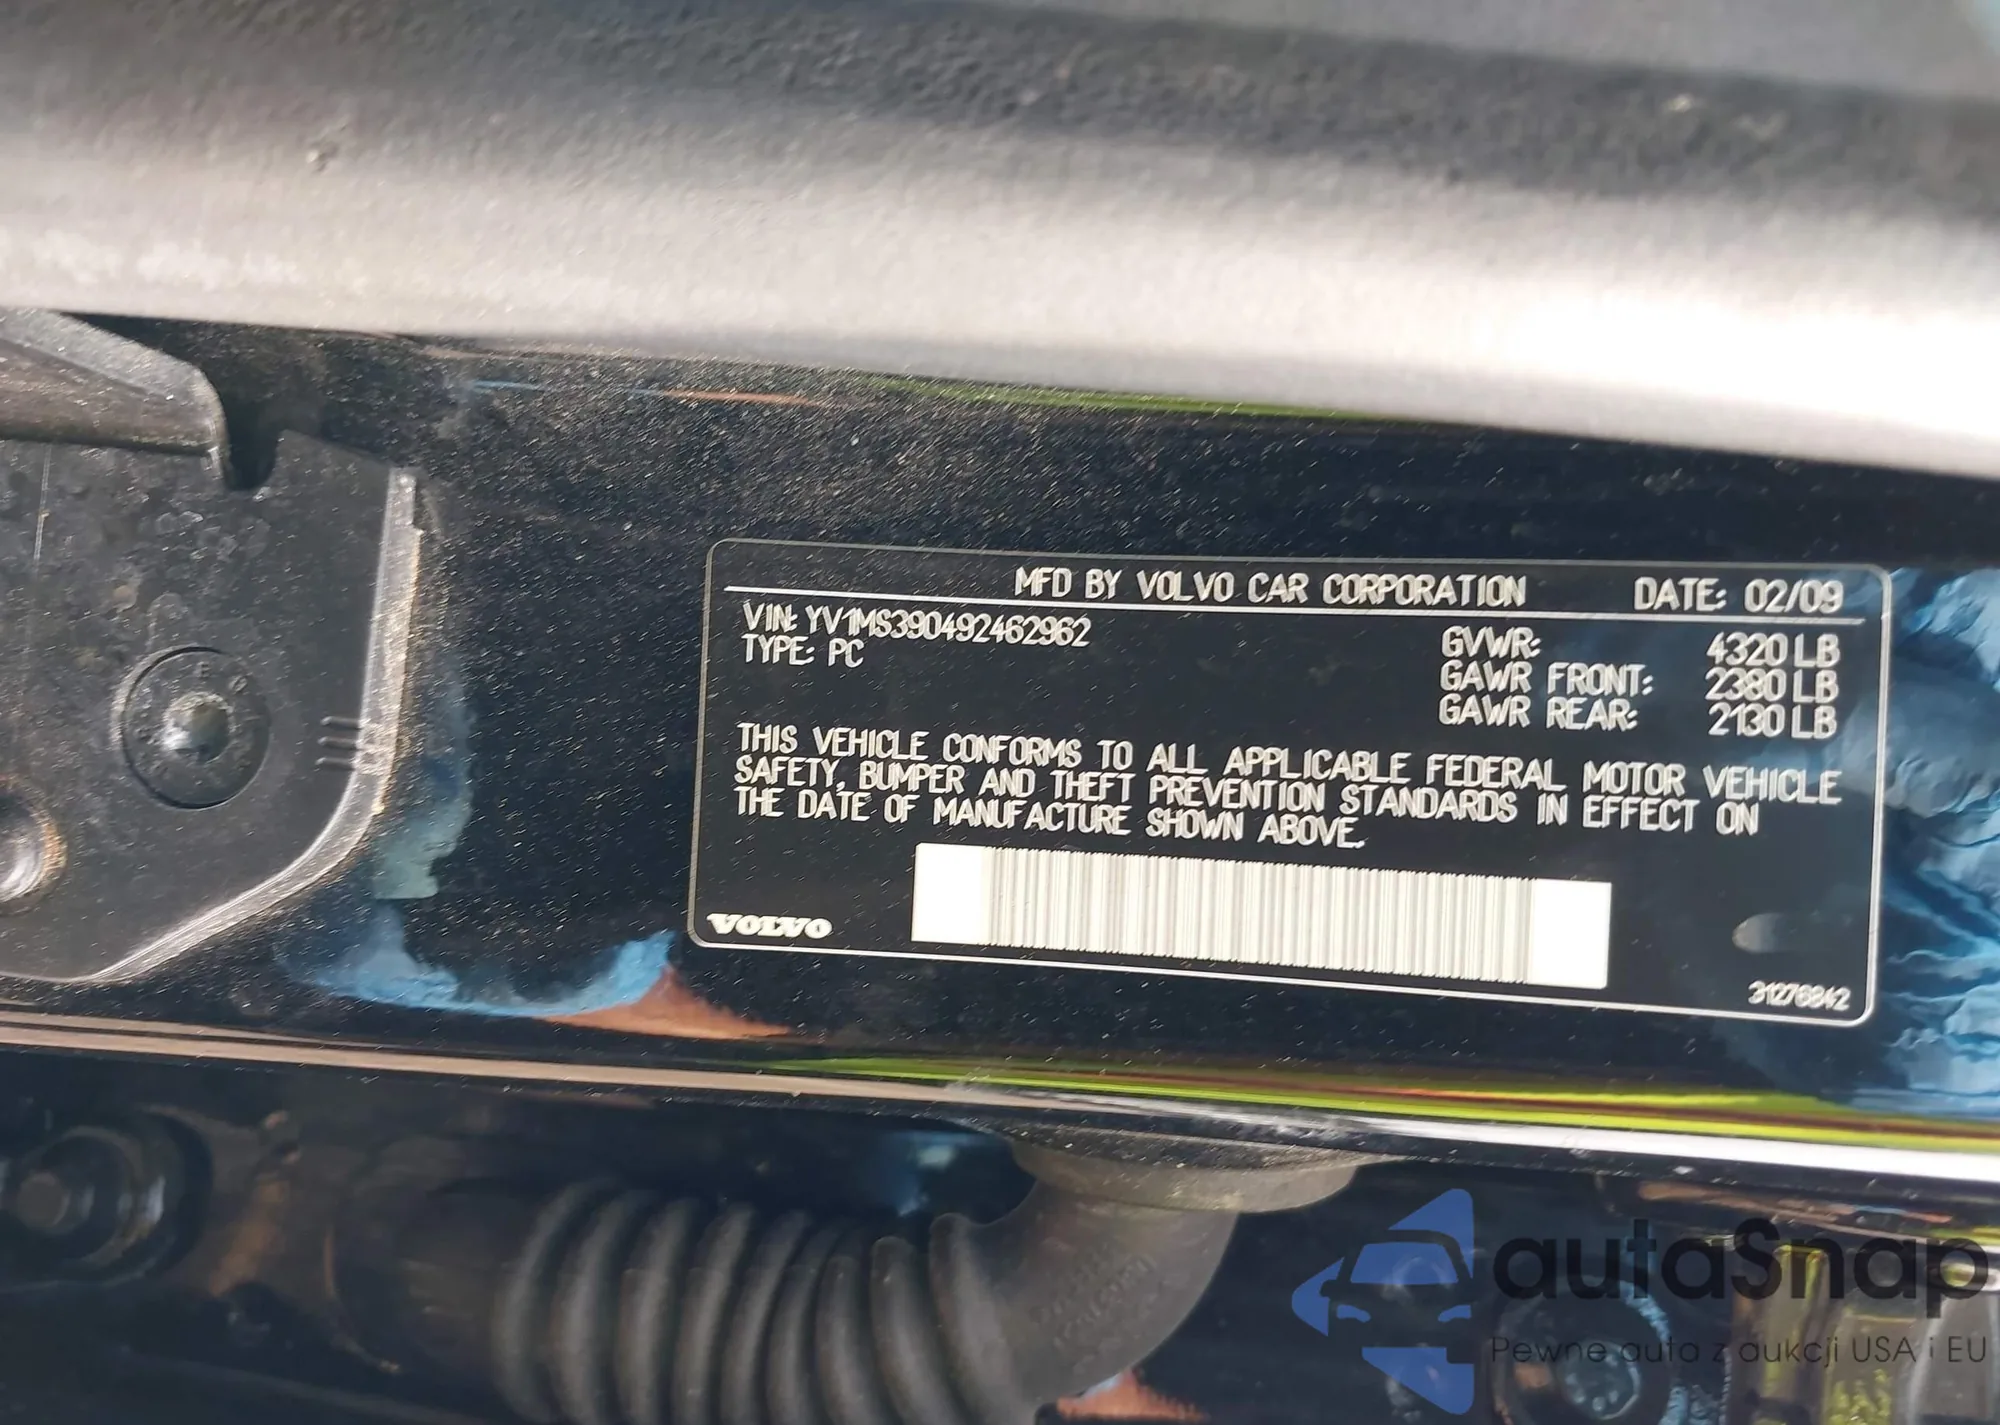 MFD BY VOLVO CAR CORPORATION DATE: 02/09
VIN: YV1MS390492462962
TYPE: PC
GVWR: 4320 LB
GAWR FRONT: 2380 LB
GAWR REAR: 2130 LB
THIS VEHICLE CONFORMS TO ALL APPLICABLE FEDERAL MOTOR VEHICLE
SAFETY, BUMPER AND THEFT PREVENTION STANDARDS IN EFFECT ON
THE DATE OF MANUFACTURE SHOWN ABOVE.
VOLVO
31276842
autaSnap
Pewne auta z aukcji USA i EU